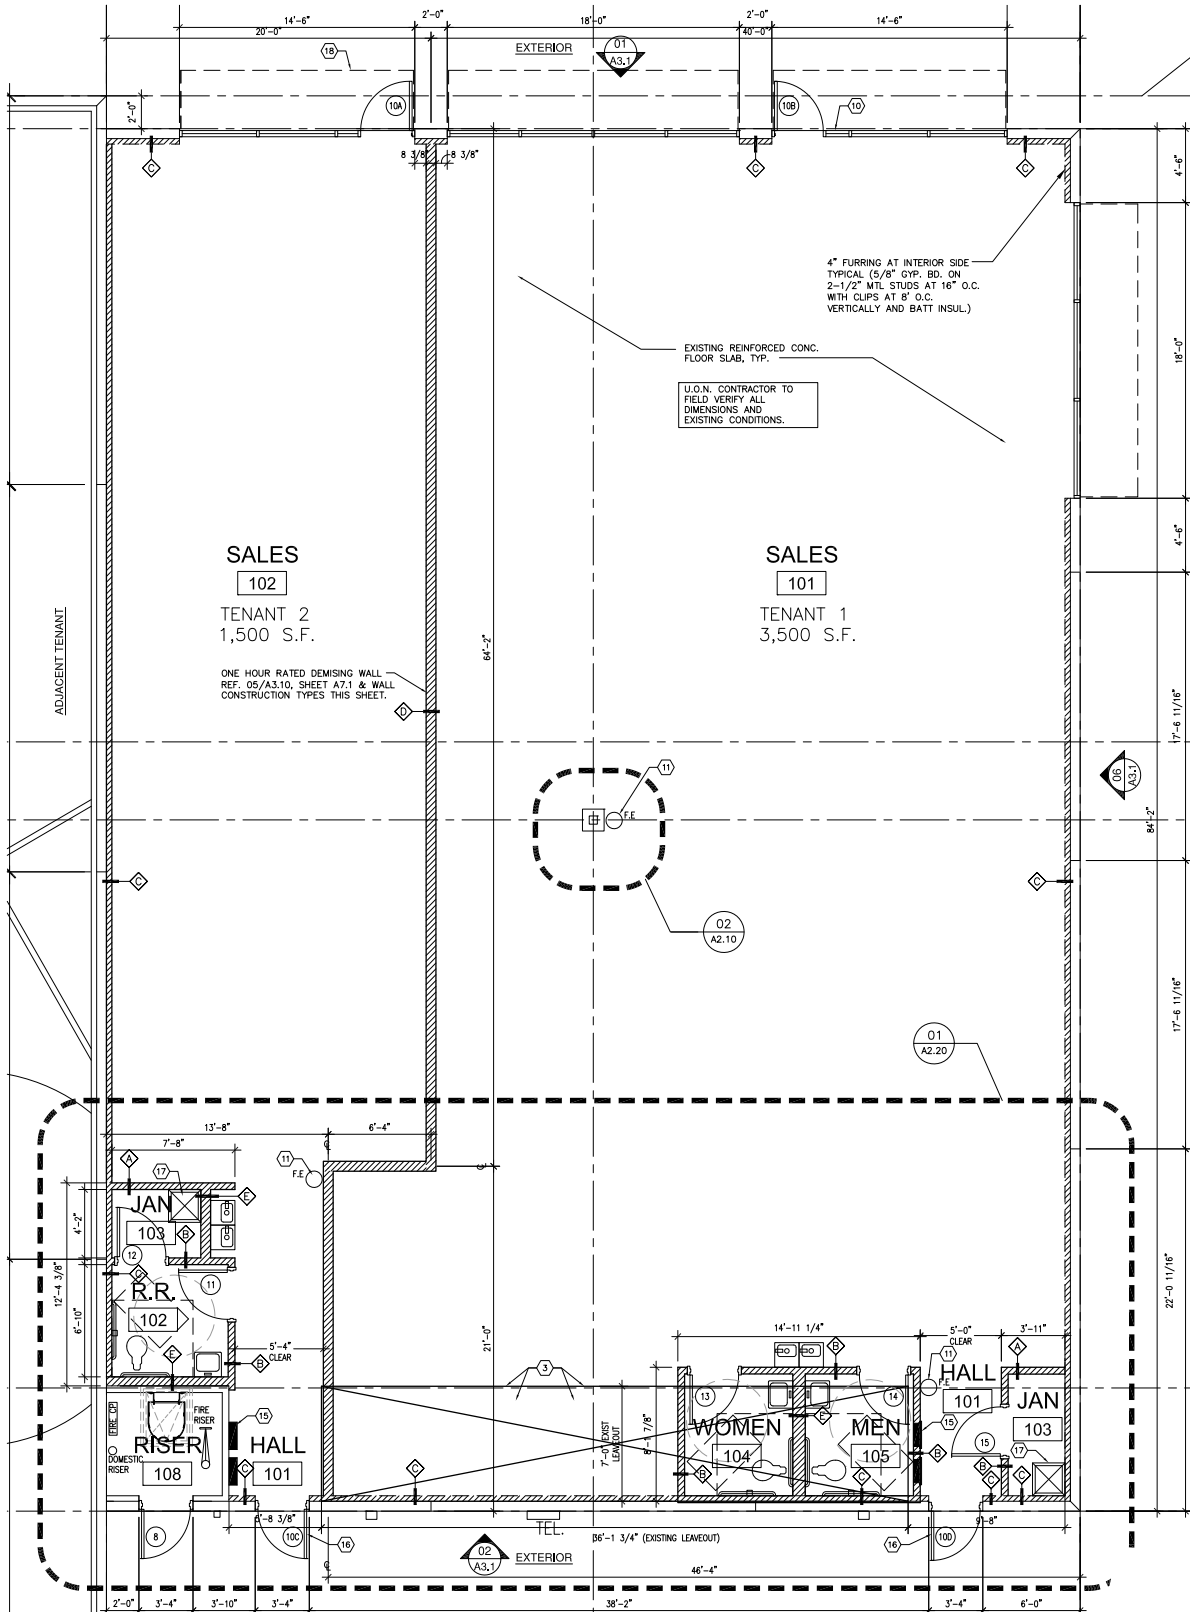 14'-6"
2'-0"
18'-0"
2'-0"
14'-6"
20'-0"
40'-0"
EXTERIOR
01
A3.1
18
2'-0"
10A
10B
10
8 3/8"
8 3/8"
C
C
C
4'-6"
4" FURRING AT INTERIOR SIDE
TYPICAL (5/8" GYP. BD. ON
2-1/2" MTL STUDS AT 16" O.C.
WITH CLIPS AT 8' O.C.
VERTICALLY AND BATT INSUL.)
EXISTING REINFORCED CONC.
FLOOR SLAB, TYP.
18'-0"
U.O.N. CONTRACTOR TO
FIELD VERIFY ALL
DIMENSIONS AND
EXISTING CONDITIONS.
4'-6"
SALES
102
TENANT 2
1,500 S.F.
SALES
101
TENANT 1
3,500 S.F.
ADJACENT TENANT
64'-2"
ONE HOUR RATED DEMISING WALL
REF. 05/A3.10, SHEET A7.1 & WALL
CONSTRUCTION TYPES THIS SHEET.
D
17'-6 11/16"
11
F.E
06
A3.1
84'-2"
C
C
02
A2.10
17'-6 11/16"
01
A2.20
13'-8"
6'-4"
7'-8"
A
17
11
F.E
E
JAN
103
4'-2"
B
12
C
12'-4 3/8"
R.R.
102
11
6'-10"
E
B
5'-4"
CLEAR
22'-0 11/16"
21'-0"
14'-11 1/4"
5'-0"
CLEAR
3'-11"
B
11
A
3
F.E
HALL
101
JAN
103
13
14
WOMEN
104
MEN
105
E
15
B
15
17
B
B
C
C
C
7'-0" EXIST
LEAVEOUT
8'-1 7/8"
FIRE CP
FIRE
RISER
RISER
108
DOMESTIC
RISER
15
HALL
101
C
C
8
10C
16
TEL.
36'-1 3/4" (EXISTING LEAVEOUT)
16
10D
9'-8"
02
A3.1
EXTERIOR
46'-4"
2'-0"
3'-4"
3'-10"
3'-4"
38'-2"
3'-4"
6'-0"